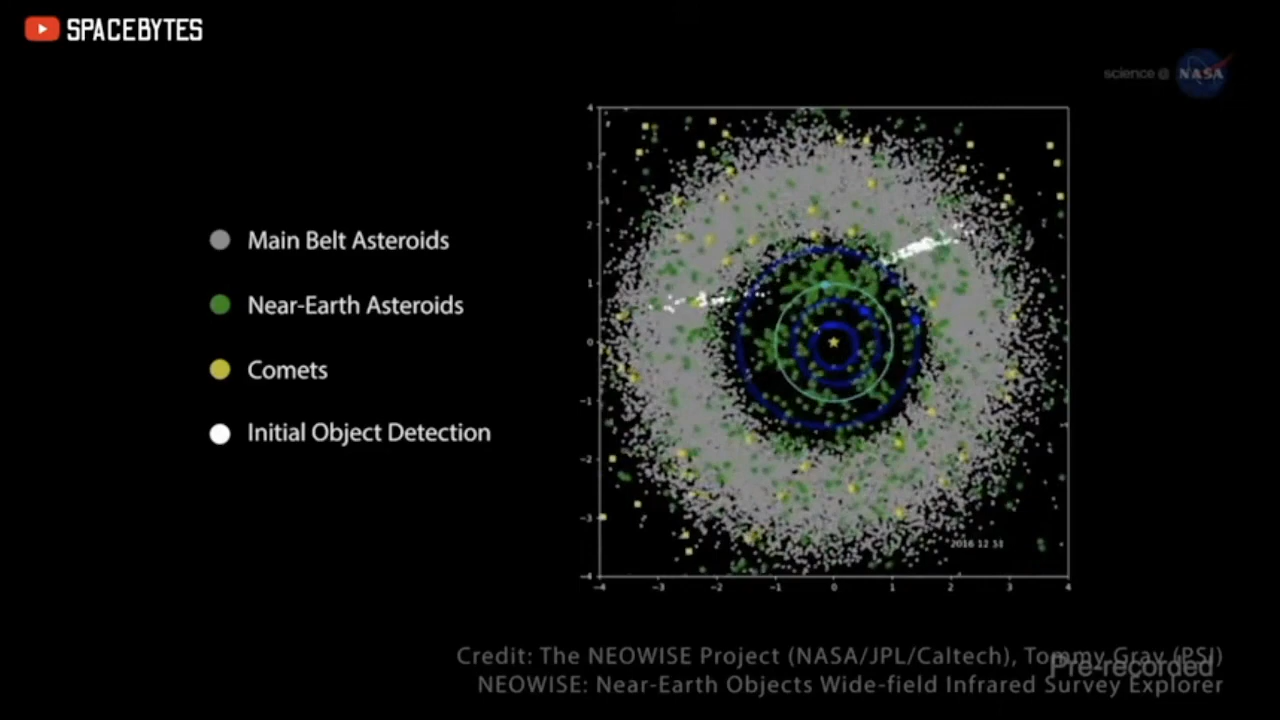 SPACEBYTES
science @ NASA
4
3
2
1
0
−1
−2
−3
−4
−4 −3 −2 −1 0 1 2 3 4
Main Belt Asteroids
Near-Earth Asteroids
Comets
Initial Object Detection
2016 12 31
Credit: The NEOWISE Project (NASA/JPL/Caltech), Tommy Gray (PSI)
Pre-recorded
NEOWISE: Near-Earth Objects Wide-field Infrared Survey Explorer